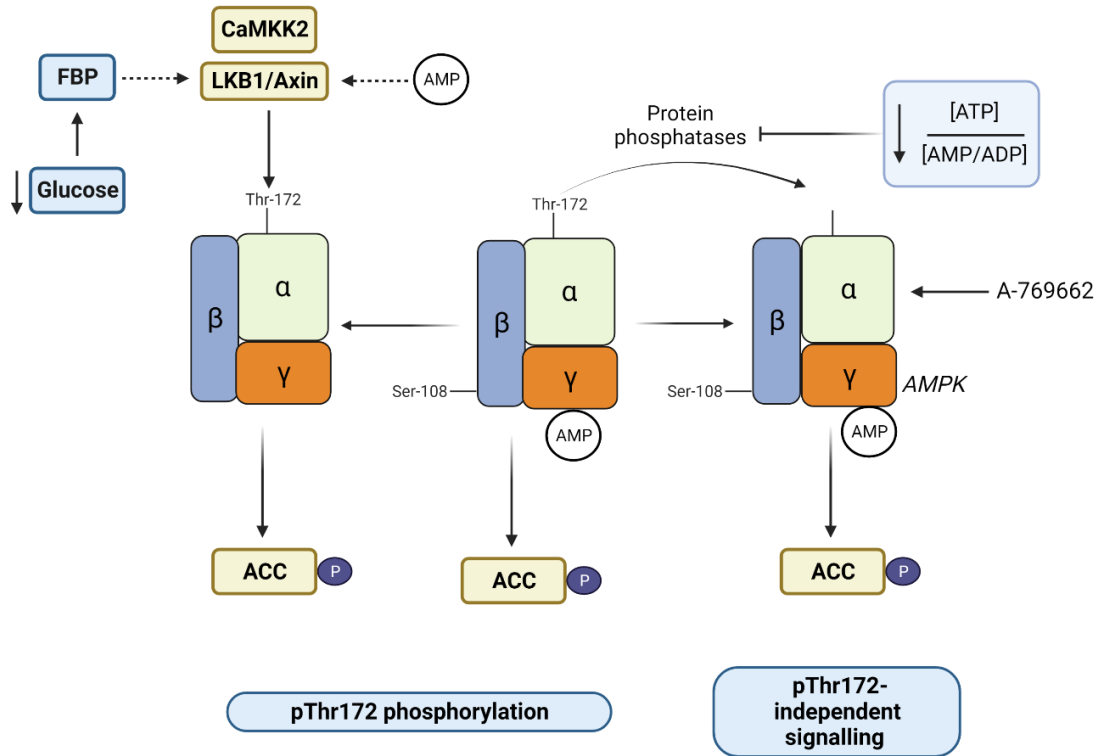 CaMKK2
FBP
LKB1/Axin
AMP
Glucose
Protein
phosphatases
[ATP]
[AMP/ADP]
Thr-172
Thr-172
β
α
γ
β
α
γ
Ser-108
AMP
β
α
γ
Ser-108
AMP
A-769662
AMPK
ACC
P
ACC
P
ACC
P
pThr172 phosphorylation
pThr172-
independent
signalling